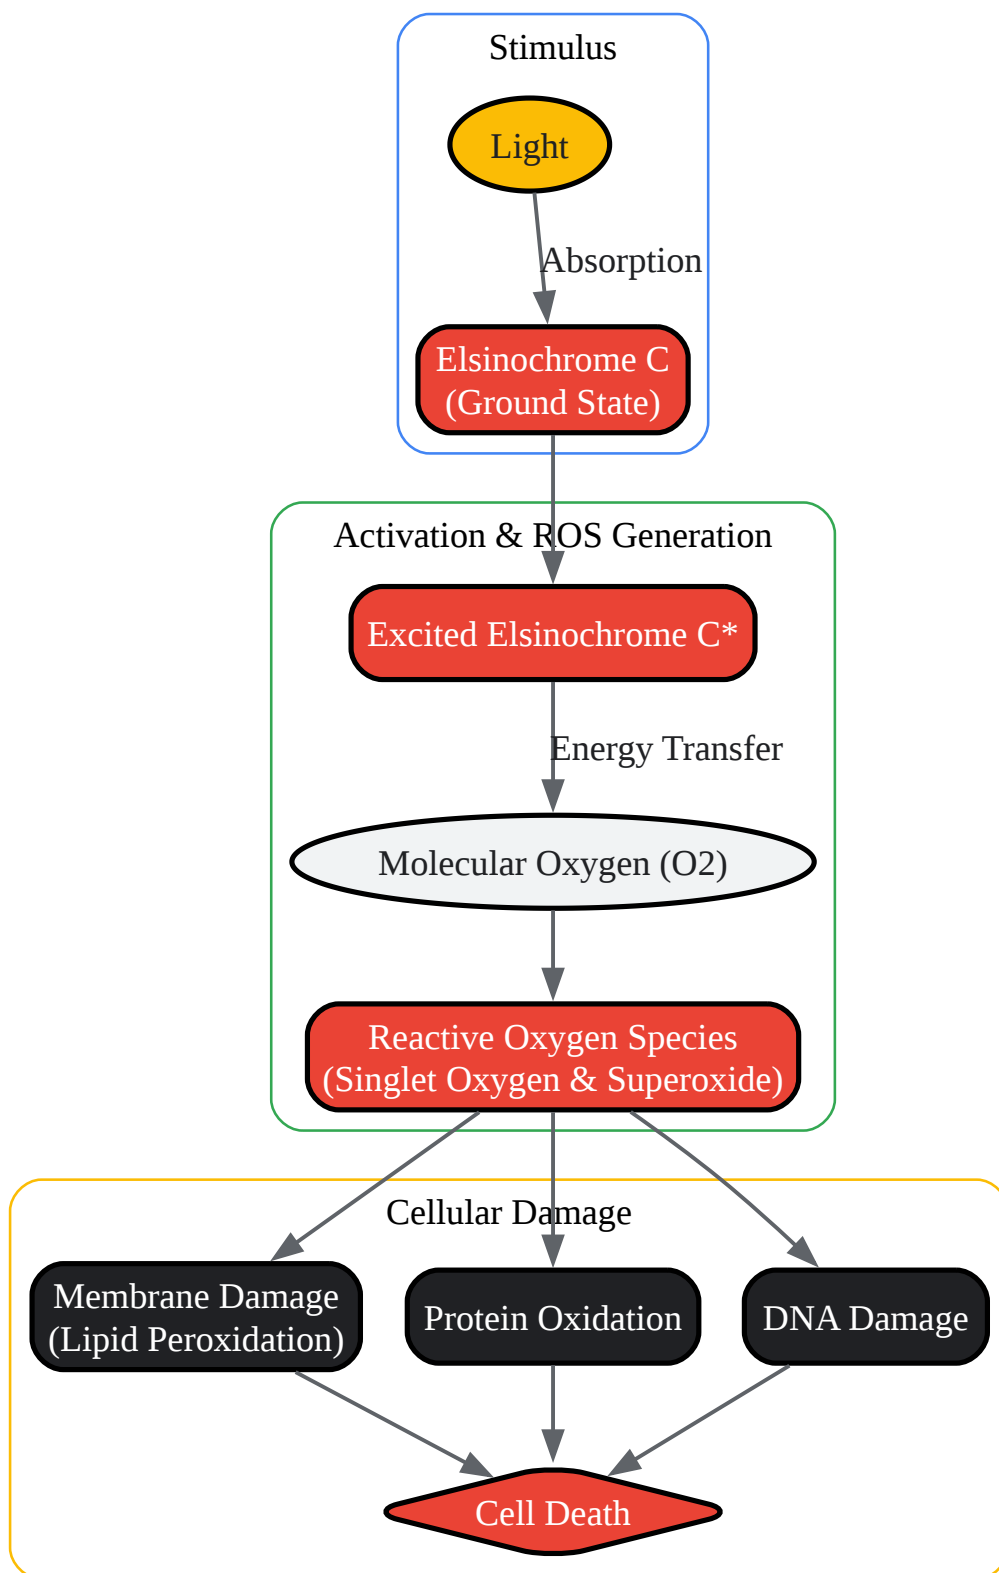 Stimulus
Light
Absorption
Elsinochrome C
(Ground State)
Activation & ROS Generation
Excited Elsinochrome C*
Energy Transfer
Molecular Oxygen (O2)
Reactive Oxygen Species
(Singlet Oxygen & Superoxide)
Cellular Damage
Membrane Damage
(Lipid Peroxidation)
Protein Oxidation
DNA Damage
Cell Death